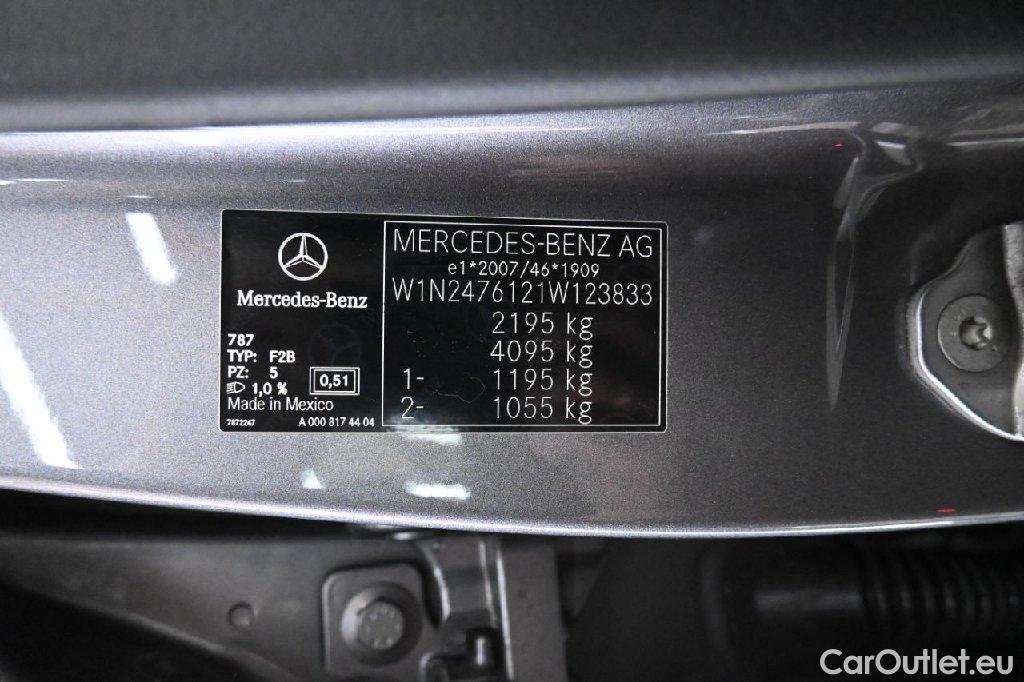 Mercedes-Benz
787
TYP: F2B
PZ: 5
1,0 %
0,51
Made in Mexico
7872247
A 000 817 44 04
MERCEDES-BENZ AG
e1*2007/46*1909
W1N2476121W123833
2195 kg
4095 kg
1- 1195 kg
2- 1055 kg
CarOutlet.eu